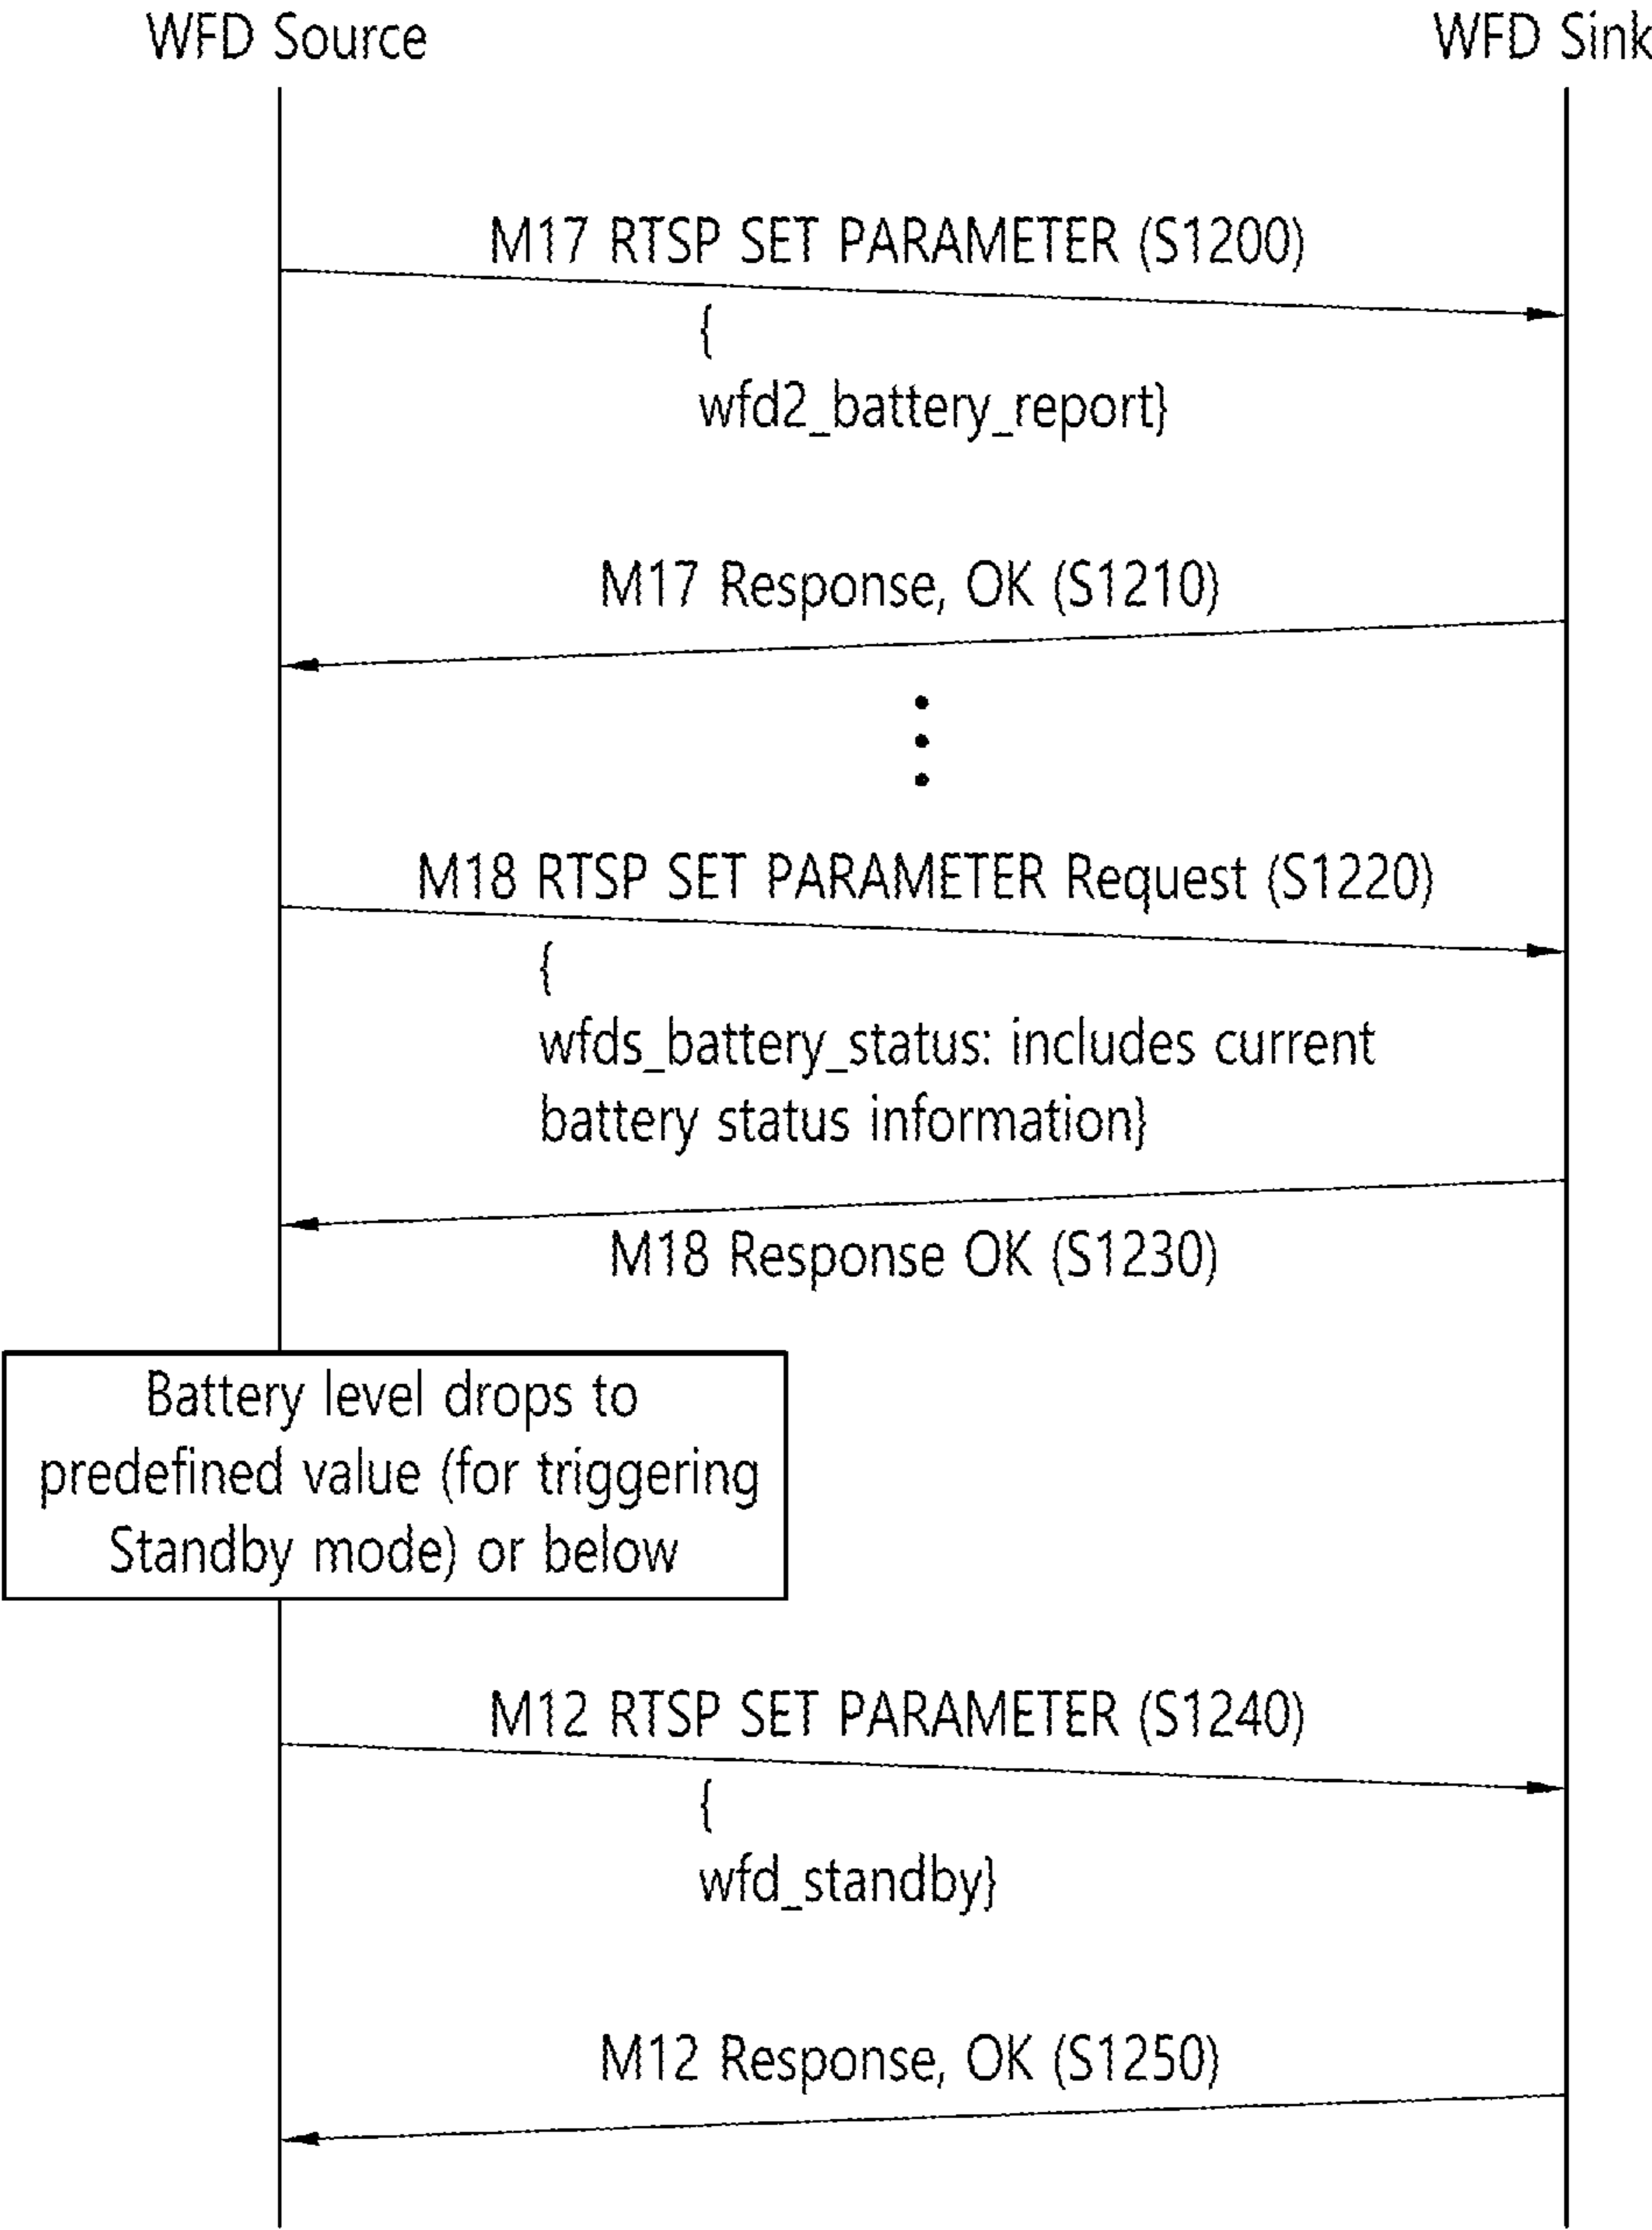 WFD Source
WFD Sink
M17 RTSP SET PARAMETER (S1200)
{
wfd2_battery_report}
M17 Response, OK (S1210)
M18 RTSP SET PARAMETER Request (S1220)
{
wfds_battery_status: includes current
battery status information}
M18 Response OK (S1230)
Battery level drops to
predefined value (for triggering
Standby mode) or below
M12 RTSP SET PARAMETER (S1240)
{
wfd_standby}
M12 Response, OK (S1250)